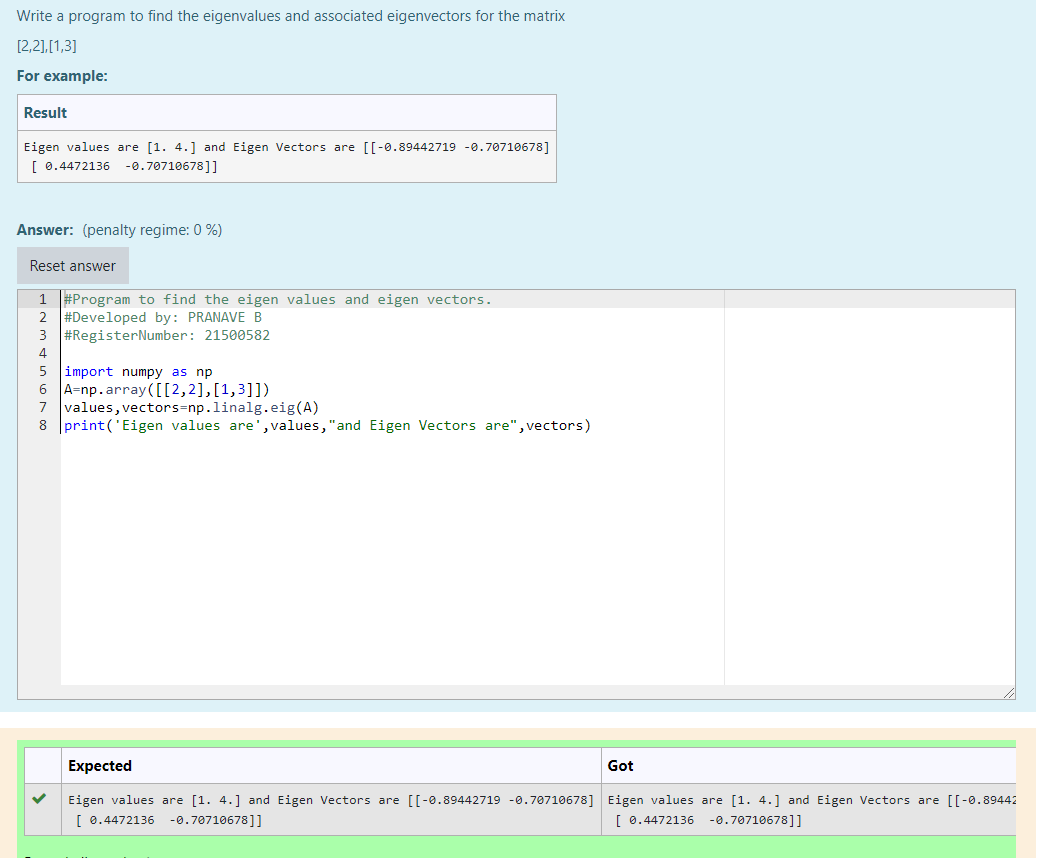 Write a program to find the eigenvalues and associated eigenvectors for the matrix
[2,2],[1,3]
For example:
Result
Eigen values are [1. 4.] and Eigen Vectors are [[-0.89442719 -0.70710678]
 [ 0.4472136  -0.70710678]]
Answer: (penalty regime: 0 %)
Reset answer
1 #Program to find the eigen values and eigen vectors.
2 #Developed by: PRANAVE B
3 #RegisterNumber: 21500582
4
5 import numpy as np
6 A=np.array([[2,2],[1,3]])
7 values,vectors=np.linalg.eig(A)
8 print('Eigen values are',values,"and Eigen Vectors are",vectors)
Expected Got
Eigen values are [1. 4.] and Eigen Vectors are [[-0.89442719 -0.70710678] Eigen values are [1. 4.] and Eigen Vectors are [[-0.8944
 [ 0.4472136  -0.70710678]] [ 0.4472136  -0.70710678]]